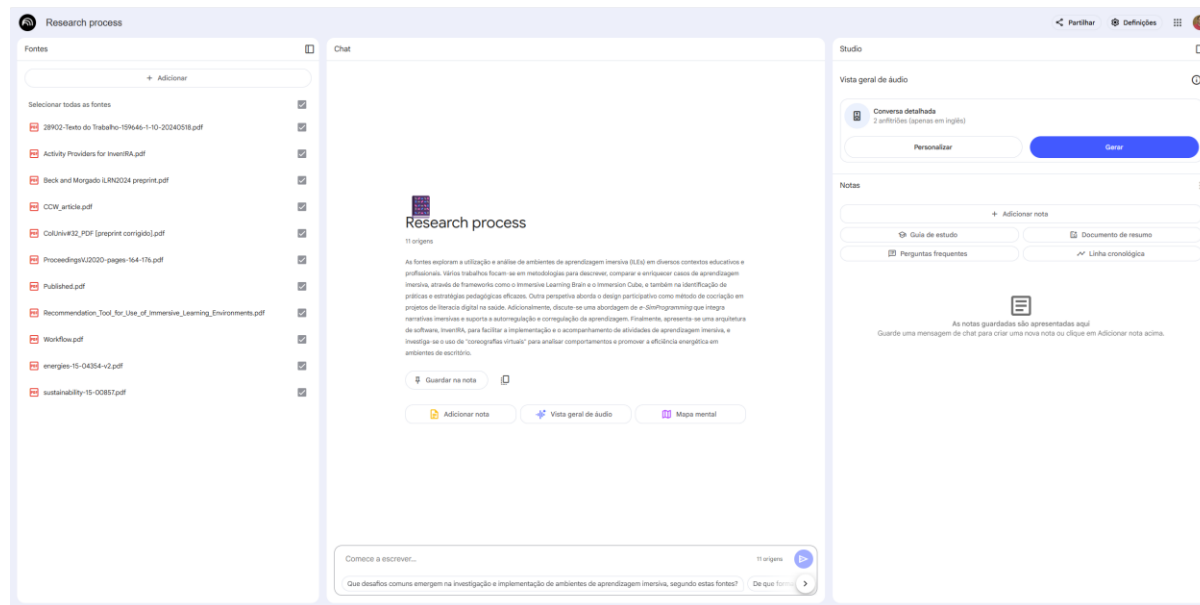 Research process
Partilhar
Definições
Fontes
+ Adicionar
Selecionar todas as fontes
28902-Texto do Trabalho-159646-1-10-20240518.pdf
Activity Providers for InvenIRA.pdf
Beck and Morgado iLRN2024 preprint.pdf
CCW_article.pdf
ColUniv#32_PDF [preprint corrigido].pdf
ProceedingsVJ2020-pages-164-176.pdf
Published.pdf
Recommendation_Tool_for_Use_of_Immersive_Learning_Environments.pdf
Workflow.pdf
energies-15-04354-v2.pdf
sustainability-15-00857.pdf
Chat
Research process
11 origens
As fontes exploram a utilização e análise de ambientes de aprendizagem imersiva (ILEs) em diversos contextos educativos e
profissionais. Vários trabalhos focam-se em metodologias para descrever, comparar e enriquecer casos de aprendizagem
imersiva, através de frameworks como o Immersive Learning Brain e o Immersion Cube, e também na identificação de
práticas e estratégias pedagógicas eficazes. Outra perspetiva aborda o design participativo como método de cocriação em
projetos de literacia digital na saúde. Adicionalmente, discute-se uma abordagem de e-SimProgramming que integra
narrativas imersivas e suporta a autorregulação e corregulação da aprendizagem. Finalmente, apresenta-se uma arquitetura
de software, InvenIRA, para facilitar a implementação e o acompanhamento de atividades de aprendizagem imersiva, e
investiga-se o uso de "coreografias virtuais" para analisar comportamentos e promover a eficiência energética em
ambientes de escritório.
Guardar na nota
Adicionar nota
Vista geral de áudio
Mapa mental
Comece a escrever...
11 origens
Que desafios comuns emergem na investigação e implementação de ambientes de aprendizagem imersiva, segundo estas fontes?
De que form
Studio
Vista geral de áudio
Conversa detalhada
2 anfitriões (apenas em inglês)
Personalizar
Gerar
Notas
+ Adicionar nota
Guia de estudo
Documento de resumo
Perguntas frequentes
Linha cronológica
As notas guardadas são apresentadas aqui
Guarde uma mensagem de chat para criar uma nova nota ou clique em Adicionar nota acima.